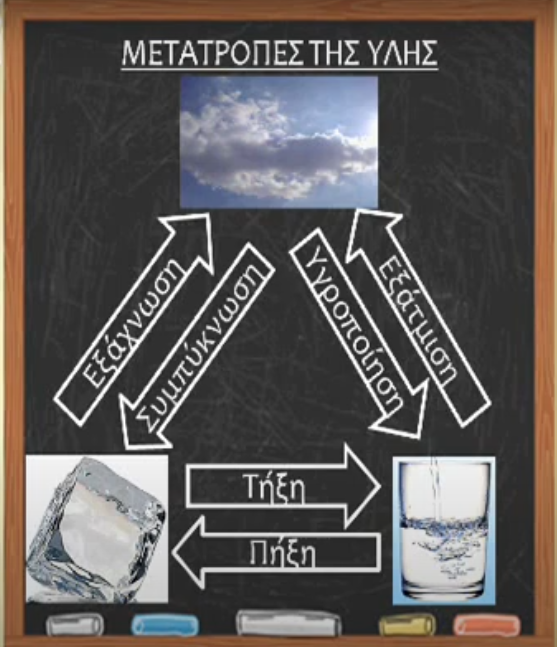 ΜΕΤΑΤΡΟΠΕΣ ΤΗΣ ΥΛΗΣ
Εξάχνωση
Συμπύκνωση
Υγροποίηση
Εξάτμιση
Τήξη
Πήξη